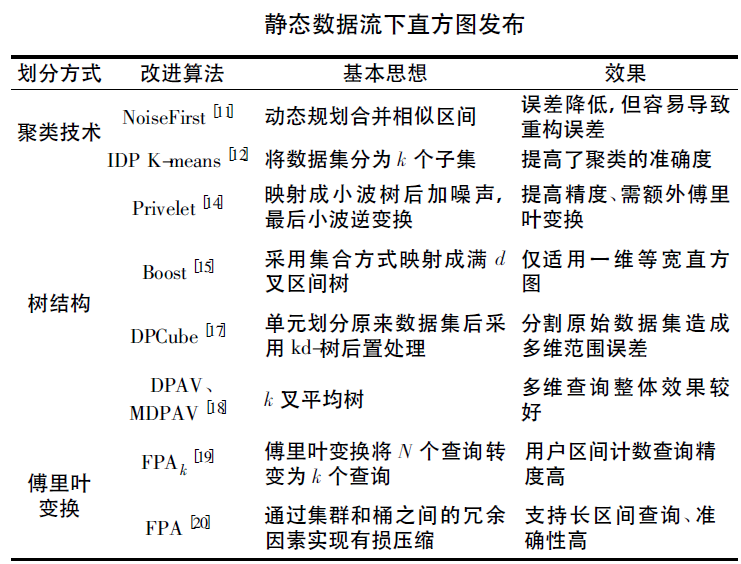 静态数据流下直方图发布
划分方式 改进算法 基本思想 效果
聚类技术 NoiseFirst [11] 动态规划合并相似区间 误差降低,但容易导致
重构误差
IDP K-means [12] 将数据集分为 k 个子集 提高了聚类的准确度
树结构 Privelet [14] 映射成小波树后加噪声, 提高精度、需额外傅里
最后小波逆变换 叶变换
Boost [15] 采用集合方式映射成满 d 仅适用一维等宽直方
叉区间树 图
DPCube [17] 单元划分原来数据集后采 分割原始数据集造成
用 kd-树后置处理 多维范围误差
DPAV、
MDPAV [18] k 叉平均树 多维查询整体效果较
好
傅里叶
变换 FPAk [19] 傅里叶变换将 N 个查询转 用户区间计数查询精
变为 k 个查询 度高
FPA [20] 通过集群和桶之间的冗余 支持长区间查询、准
因素实现有损压缩 确性高